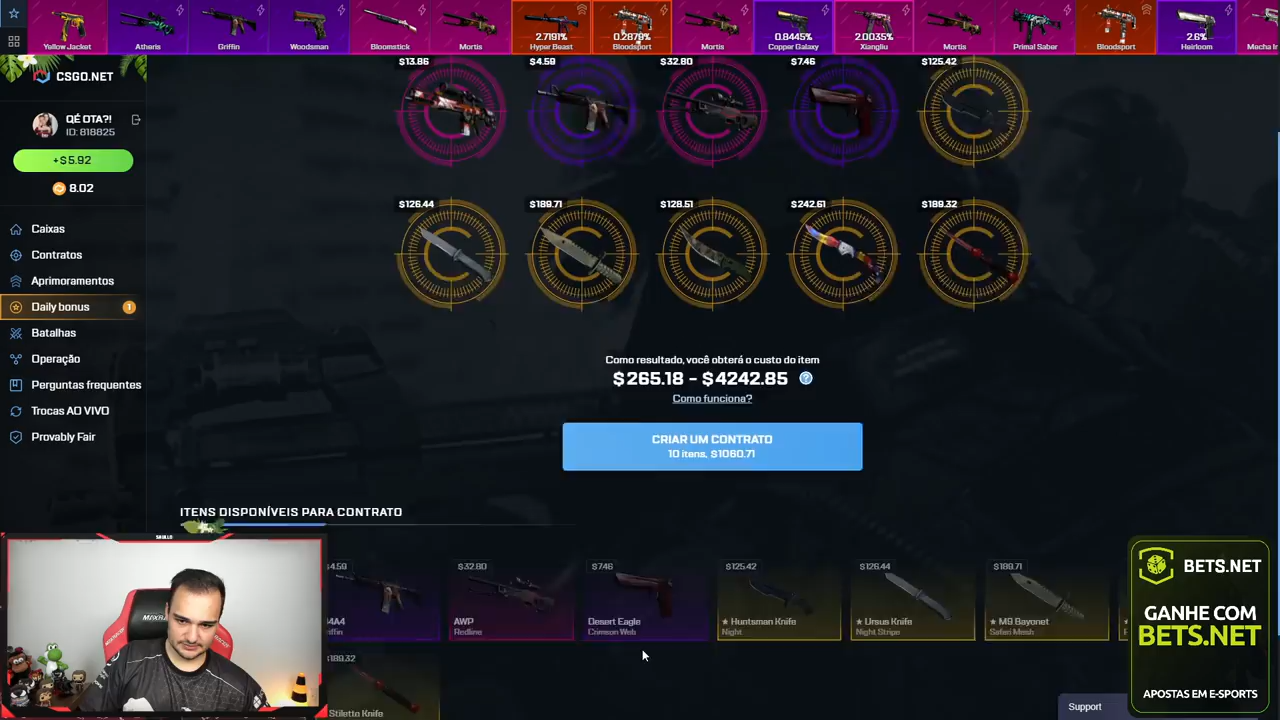 Yellow Jacket
Atheris
Griffin
Woodsman
Bloomstick
Mortis
2.7191%
Hyper Beast
0.2879%
Bloodsport
Mortis
0.8445%
Copper Galaxy
2.0035%
Xiangliu
Mortis
Primal Saber
Bloodsport
2.6%
Heirloom
CSGO.NET
QÉ OTA?!
ID: 818825
+$5.92
8.02
Caixas
Contratos
Aprimoramentos
Daily bonus 1
Batalhas
Operação
Perguntas frequentes
Trocas AO VIVO
Provably Fair
$13.86
$4.59
$32.80
$7.46
$125.42
$126.44
$189.71
$128.51
$242.61
$189.32
Como resultado, você obterá o custo do item
$265.18 - $4242.85 ?
Como funciona?
CRIAR UM CONTRATO
10 itens, $1060.71
ITENS DISPONÍVEIS PARA CONTRATO
$32.80
AWP
Redline
$7.46
Desert Eagle
Crimson Web
$125.42
★ Huntsman Knife
Night
$126.44
★ Ursus Knife
Night Stripe
$189.71
★ M9 Bayonet
Safari Mesh
Stiletto Knife
BETS.NET
GANHE COM
BETS.NET
APOSTAS EM E-SPORTS
Support